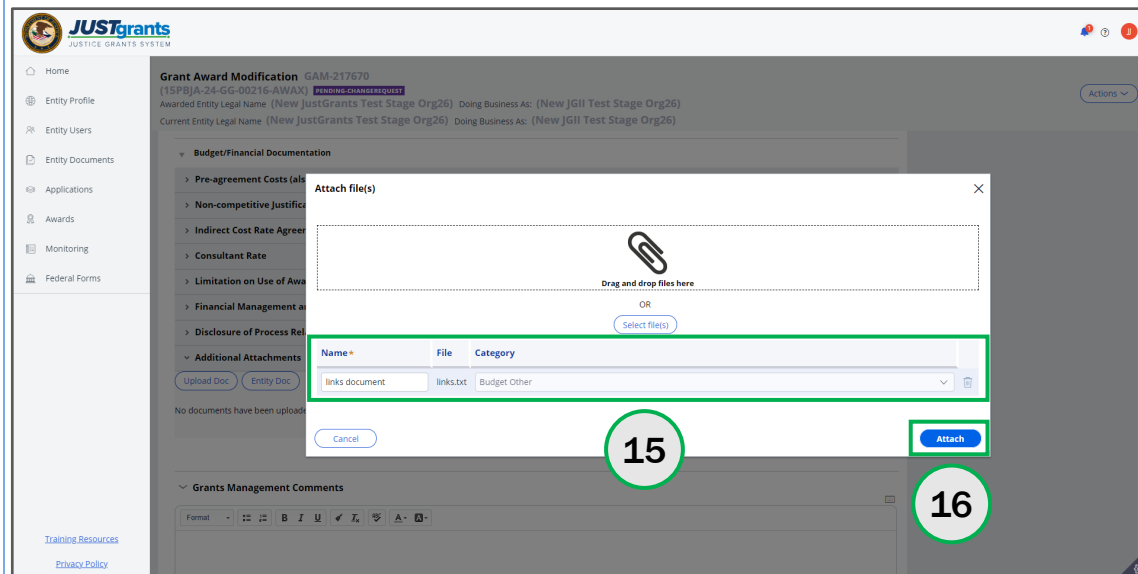 JUSTgrants
JUSTICE GRANTS SYSTEM
1
JJ
Home
Entity Profile
Entity Users
Entity Documents
Applications
Awards
Monitoring
Federal Forms
Training Resources
Privacy Policy
Grant Award Modification GAM-217670
(15PBJA-24-GG-00216-AWAX) PENDING-CHANGEREQUEST
Awarded Entity Legal Name (New JustGrants Test Stage Org26) Doing Business As: (New JGII Test Stage Org26)
Current Entity Legal Name (New JustGrants Test Stage Org26) Doing Business As: (New JGII Test Stage Org26)
Actions
Budget/Financial Documentation
Pre-agreement Costs (als
Non-competitive Justifica
Indirect Cost Rate Agreer
Consultant Rate
Limitation on Use of Awa
Financial Management a
Disclosure of Process Rel
Additional Attachments
Upload Doc Entity Doc
No documents have been uploade
Attach file(s)
Drag and drop files here
OR
Select file(s)
Name* File Category
links document links.txt Budget Other
Cancel
Attach
15
16
Grants Management Comments
Format B I U